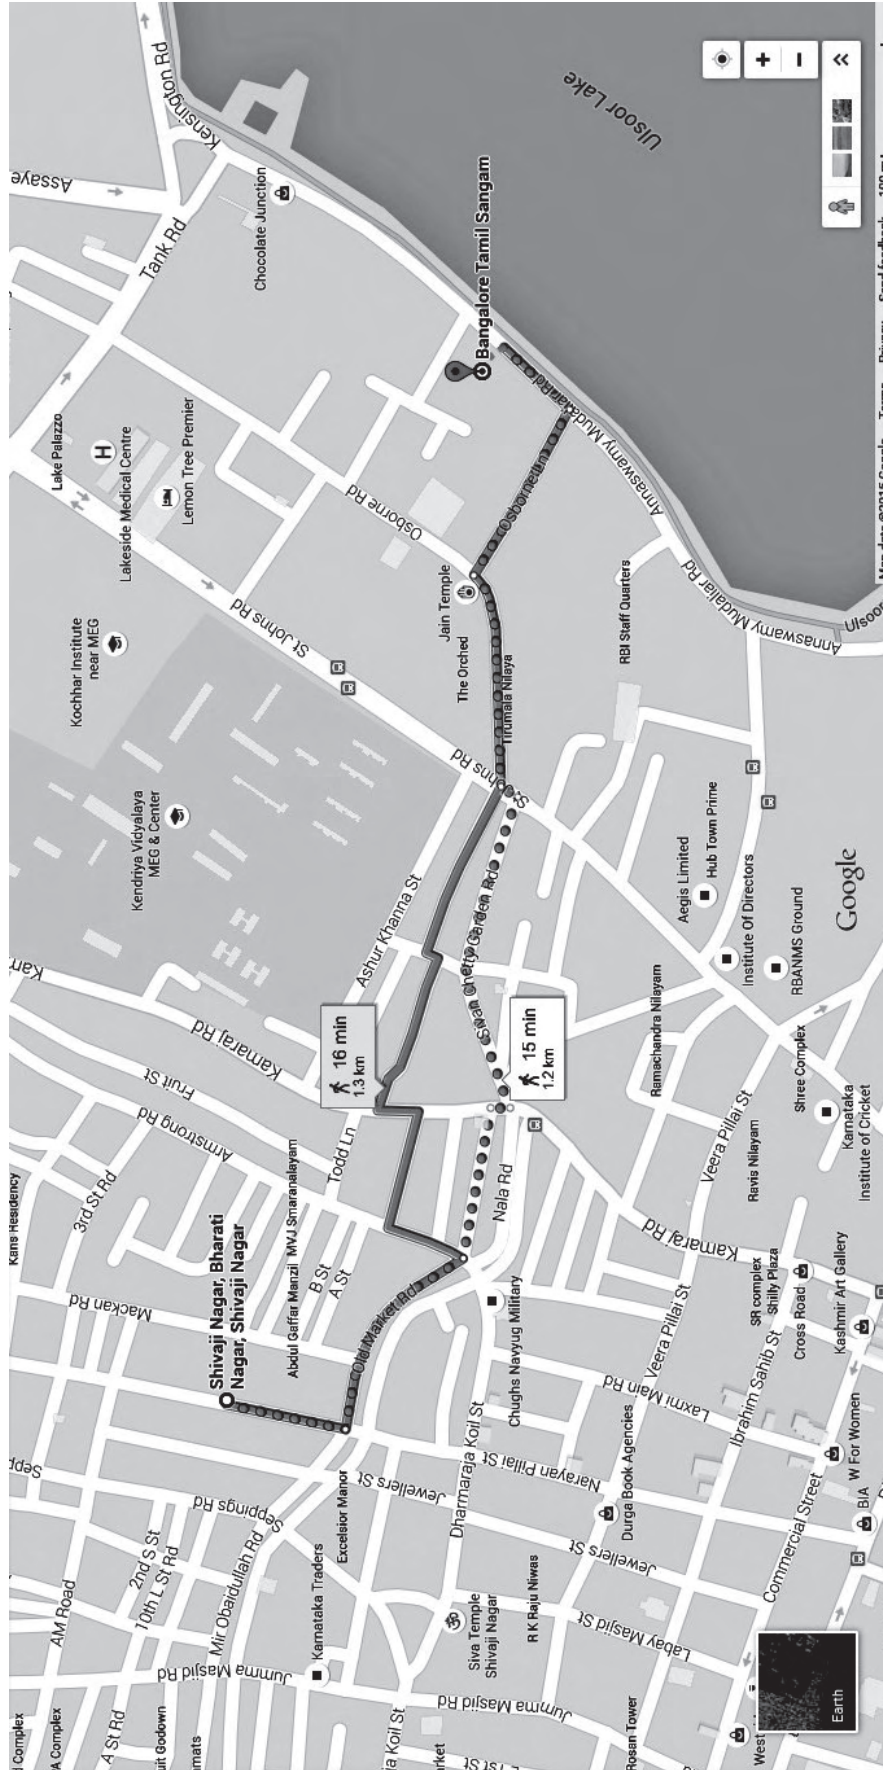 Complex
A Complex
A St Rd
AM Road
2nd S St
10th L St Rd
Seppings Rd
Mackan Rd
3rd St Rd
Kans Residency
Fruit St
Armstrong Rd
Kamaraj Rd
Kendriya Vidyalaya
MEG & Center
Kochhar Institute
near MEG
Lakeside Medical Centre
H
Lake Palazzo
Lemon Tree Premier
Assaye
Tank Rd
Kensington Rd
Chocolate Junction
St Johns Rd
Mir Obaidullah Rd
Jumma Masjid Rd
Karnataka Traders
Excelsior Manor
Shivaji Nagar, Bharati
Nagar, Shivaji Nagar
Abdul Gaffar Manzil
MVJ Smaranalayam
B St
A St
Todd Ln
16 min
1.3 km
Ashur Khanna St
Osborne Rd
Jain Temple
The Orched
Tirumala Nilaya
Osborne Ln
Bangalore Tamil Sangam
Old Market Rd
Sivan Chetty Garden Rd
St Johns Rd
Jewellers St
Dharmaraja Koil St
Siva Temple
Shivaji Nagar
Jumma Masjid Rd
Narayan Pillai St
Chughs Navyug Military
Nala Rd
15 min
1.2 km
R K Raju Niwas
Jewellers St
Durga Book Agencies
Laxmi Main Rd
Veera Pillai St
Kamaraj Rd
Ramachandra Nilayam
RBI Staff Quarters
Annaswamy Mudaliar Rd
Ulsoor Lake
Rosan Tower
Labay Masjid St
Ibrahim Sahib St
Veera Pillai St
Aegis Limited
Hub Town Prime
Institute Of Directors
RBANMS Ground
Annaswamy Mudaliar Rd
Ravis Nilayam
SR complex
Shilly Plaza
Cross Road
Shree Complex
Karnataka
Institute of Cricket
Kashmir Art Gallery
Commercial Street
W For Women
BIA
West
Earth
Google
Ulsoor